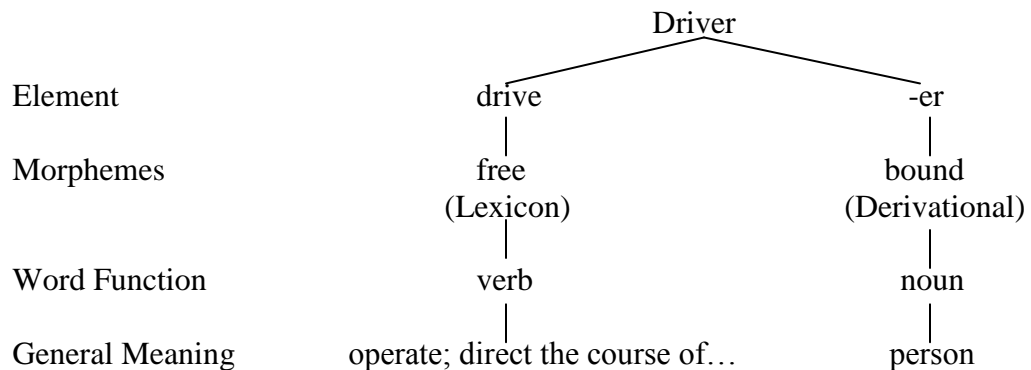 Driver
Element drive -er
Morphemes free bound
(Lexicon) (Derivational)
Word Function verb noun
General Meaning operate; direct the course of… person